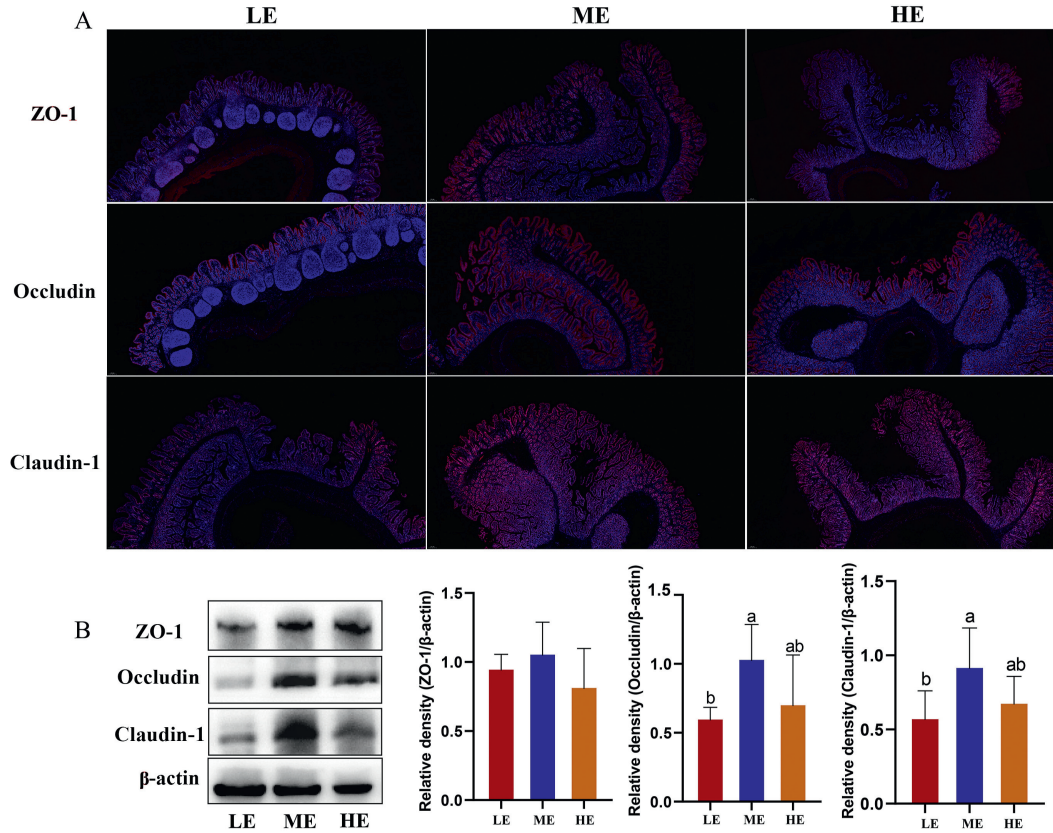 A LE ME HE
ZO-1
Occludin
Claudin-1
B
ZO-1
Occludin
Claudin-1
β-actin
LE ME HE
Relative density (ZO-1/β-actin)
1.5
1.0
0.5
0.0
LE ME HE
Relative density (Occludin/β-actin)
1.5
1.0
0.5
0.0
b a ab
LE ME HE
Relative density (Claudin-1/β-actin)
1.5
1.0
0.5
0.0
b a ab
LE ME HE